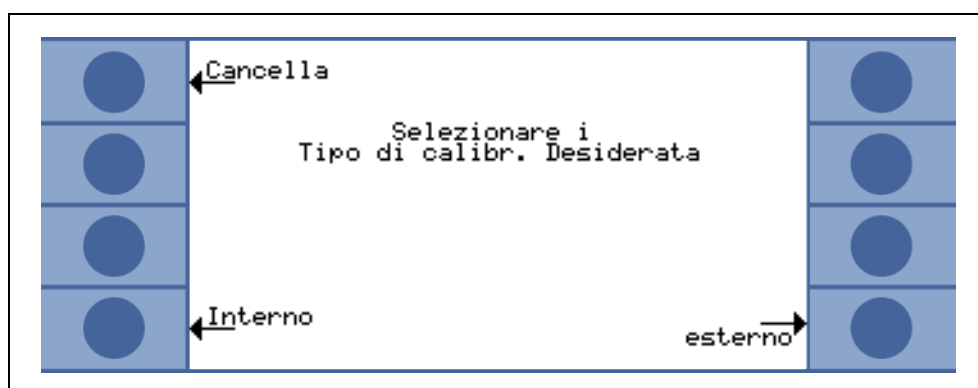 Cancella
Selezionare i
Tipo di calibr. Desiderata
Interno
esterno